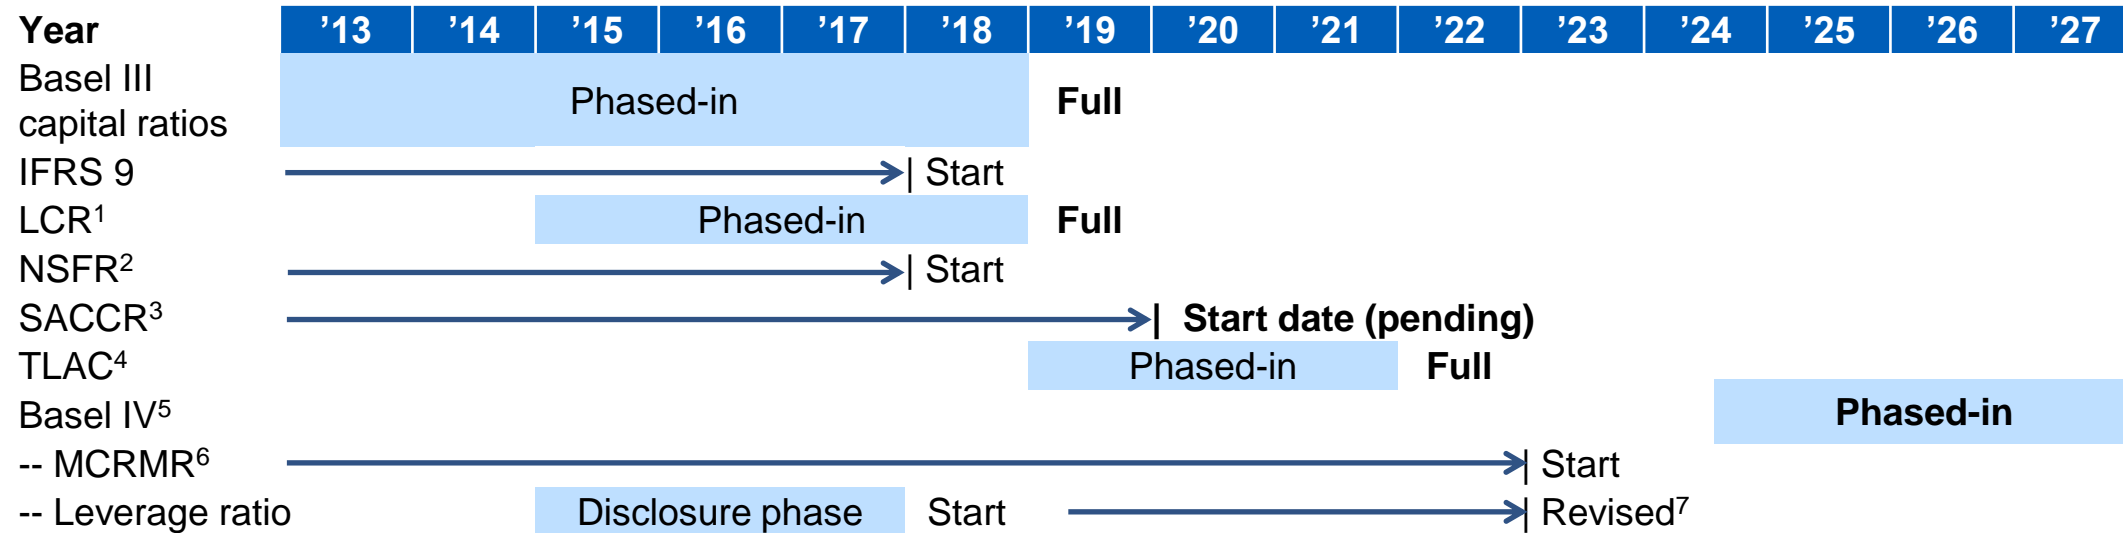 Year ’13 ’14 ’15 ’16 ’17 ’18 ’19 ’20 ’21 ’22 ’23 ’24 ’25 ’26 ’27
Basel III
capital ratios Phased-in Full
IFRS 9 | Start
LCR¹ Phased-in Full
NSFR² | Start
SACCR³ | Start date (pending)
TLAC⁴ Phased-in Full
Basel IV⁵ Phased-in
-- MCRMR⁶ | Start
-- Leverage ratio Disclosure phase Start | Revised⁷